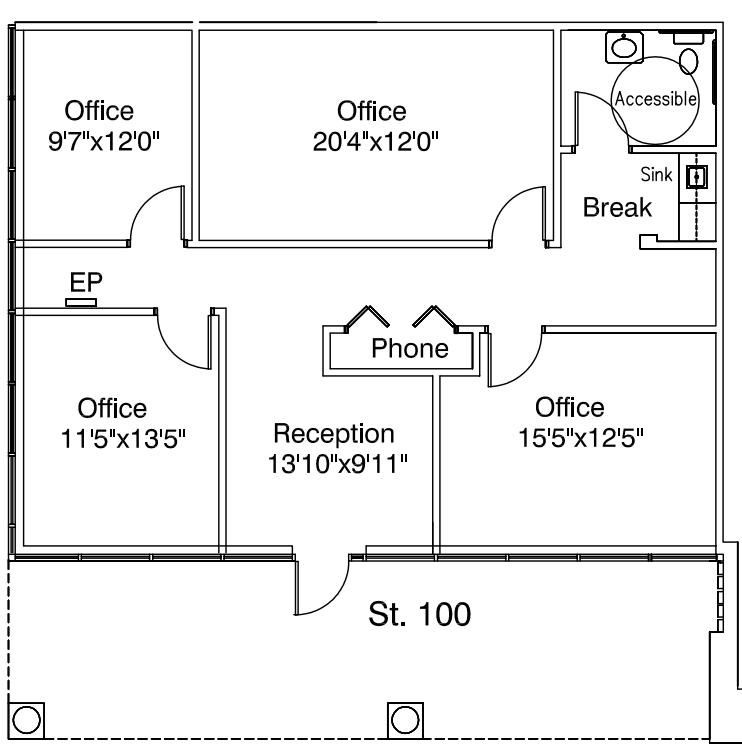 Office
9'7"x12'0"
Office
20'4"x12'0"
Accessible
Sink
Break
EP
Phone
Office
11'5"x13'5"
Reception
13'10"x9'11"
Office
15'5"x12'5"
St. 100